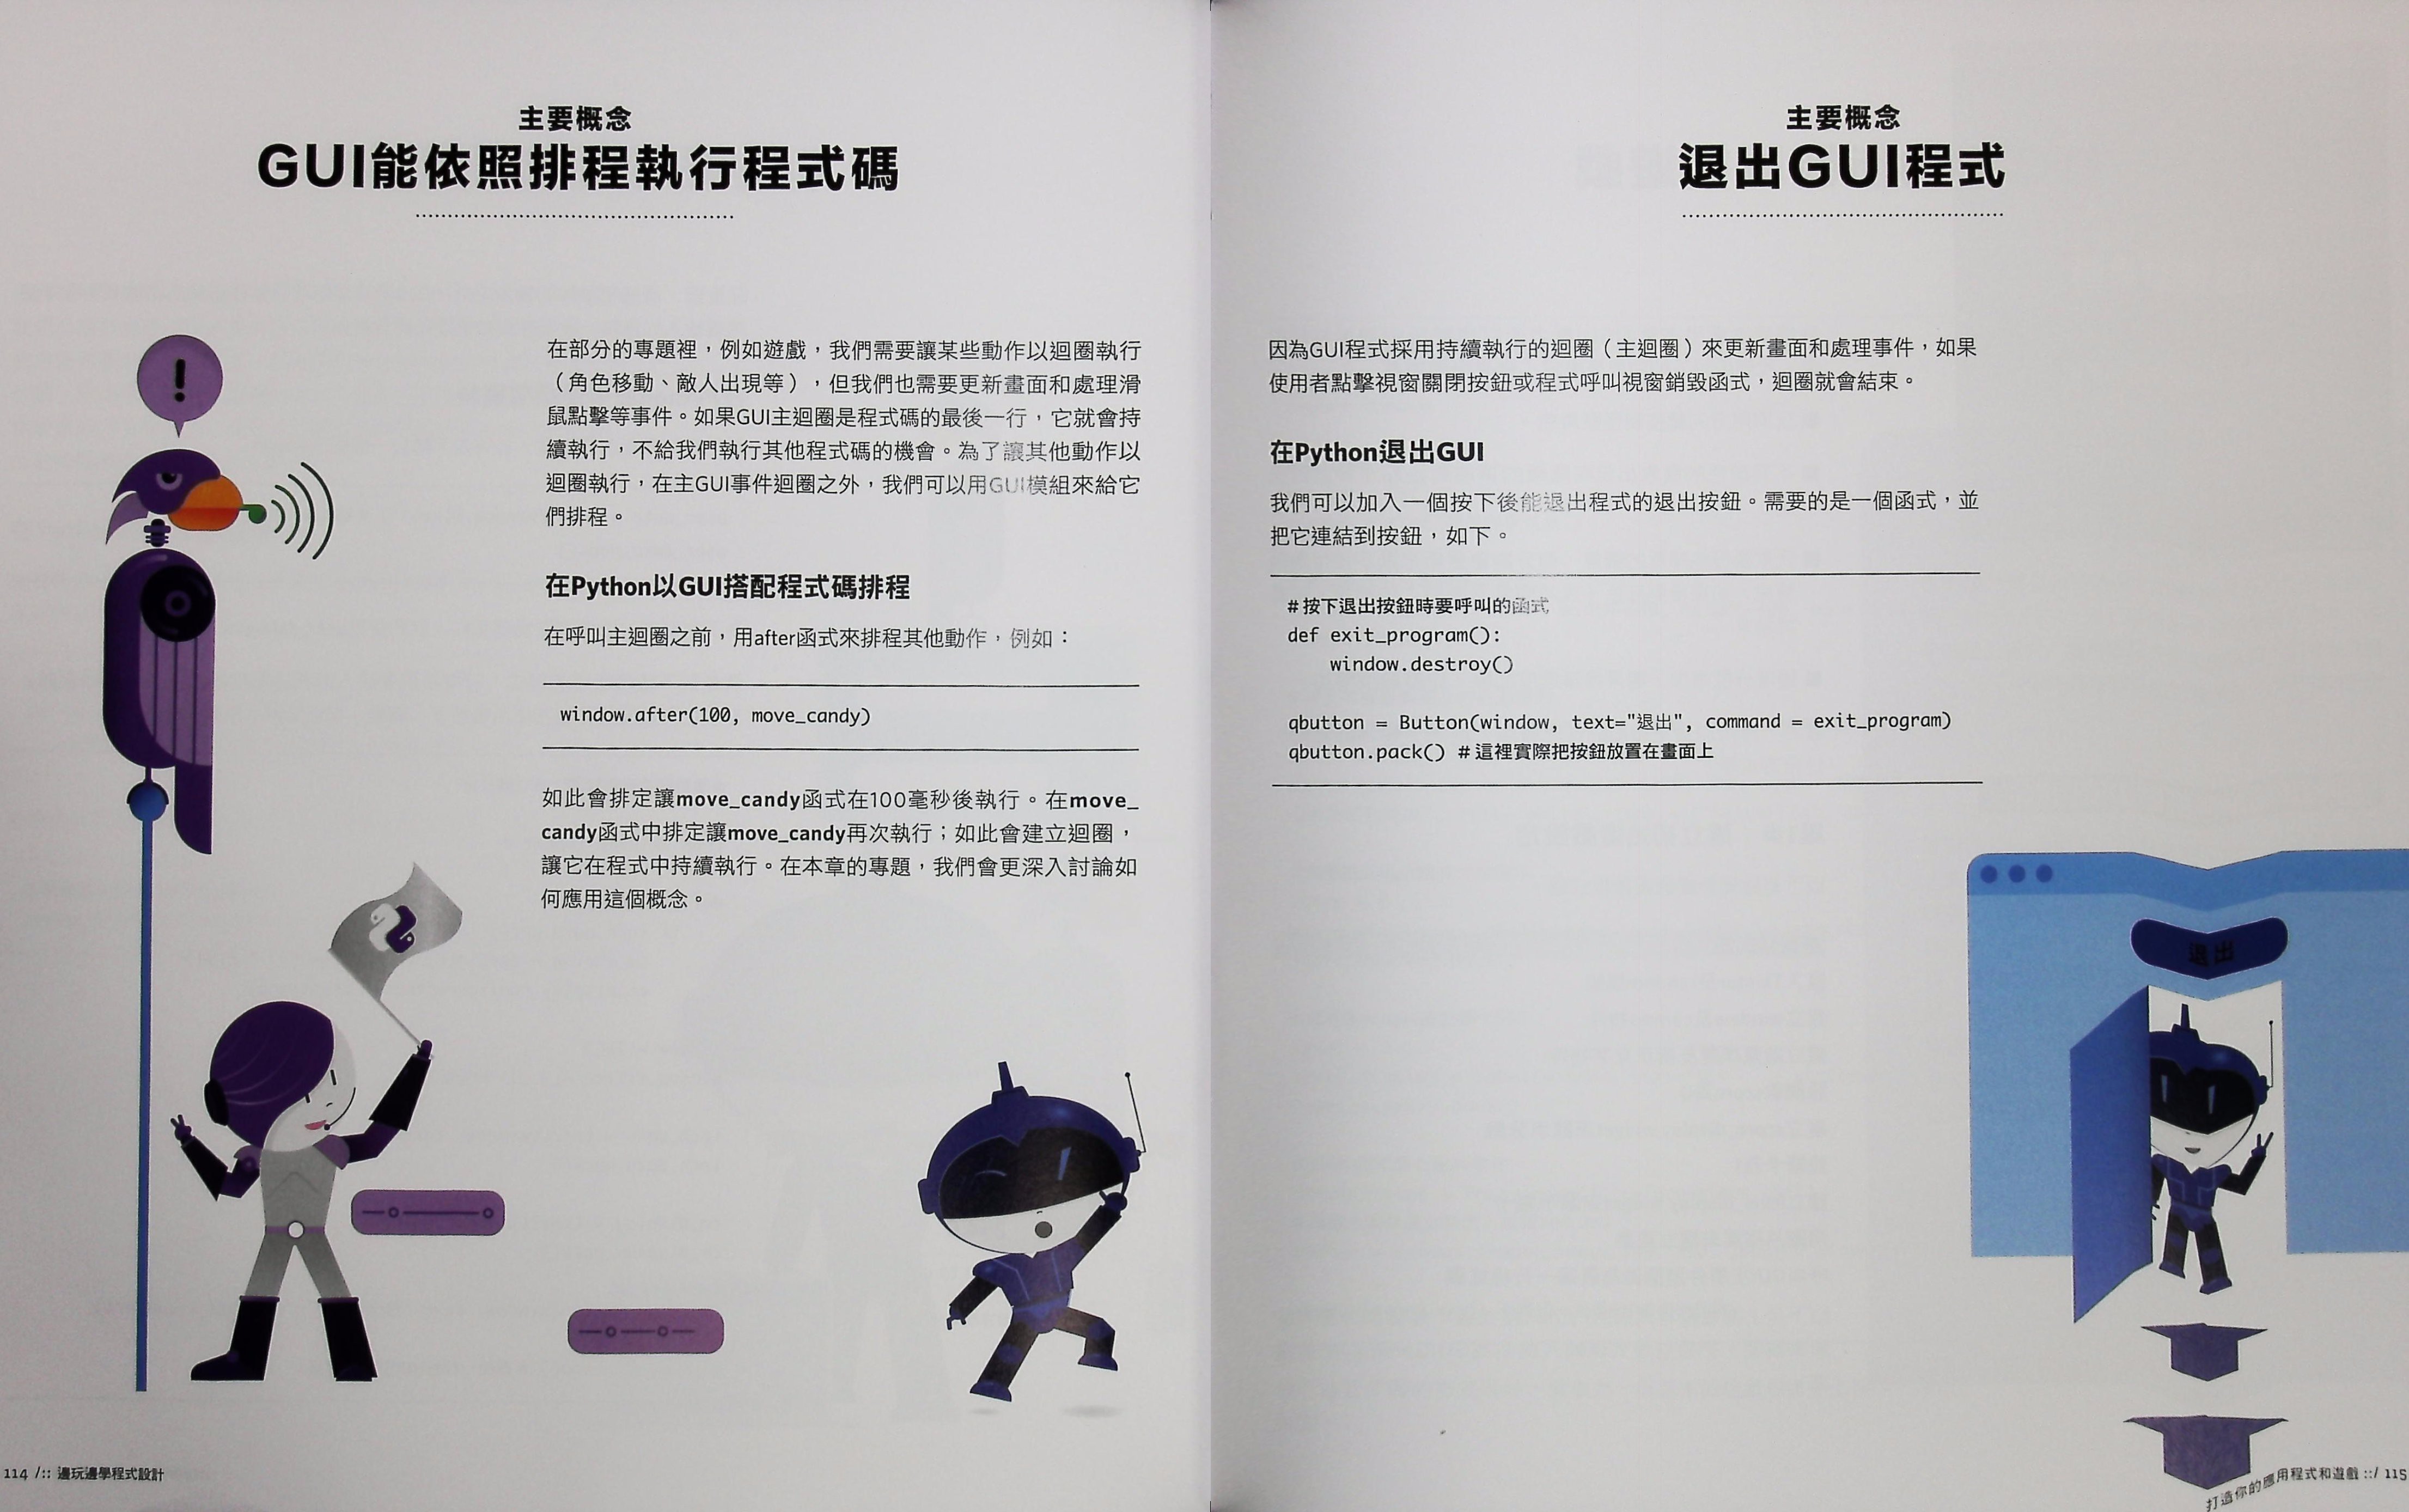 主要概念
GUI能依照排程執行程式碼
在部分的專題裡，例如遊戲，我們需要讓某些動作以迴圈執行
（角色移動、敵人出現等），但我們也需要更新畫面和處理滑
鼠點擊等事件。如果GUI主迴圈是程式碼的最後一行，它就會持
續執行，不給我們執行其他程式碼的機會。為了讓其他動作以
迴圈執行，在主GUI事件迴圈之外，我們可以用GUI模組來給它
們排程。
在Python以GUI搭配程式碼排程
在呼叫主迴圈之前，用after函式來排程其他動作，例如：
window.after(100, move_candy)
如此會排定讓move_candy函式在100毫秒後執行。在move_
candy函式中排定讓move_candy再次執行；如此會建立迴圈，
讓它在程式中持續執行。在本章的專題，我們會更深入討論如
何應用這個概念。
!
114 /:: 邊玩邊學程式設計
主要概念
退出GUI程式
因為GUI程式採用持續執行的迴圈（主迴圈）來更新畫面和處理事件，如果
使用者點擊視窗關閉按鈕或程式呼叫視窗銷毀函式，迴圈就會結束。
在Python退出GUI
我們可以加入一個按下後能退出程式的退出按鈕。需要的是一個函式，並
把它連結到按鈕，如下。
# 按下退出按鈕時要呼叫的函式
def exit_program():
    window.destroy()
qbutton = Button(window, text="退出", command = exit_program)
qbutton.pack() # 這裡實際把按鈕放置在畫面上
退出
打造你的應用程式和遊戲 ::/ 115